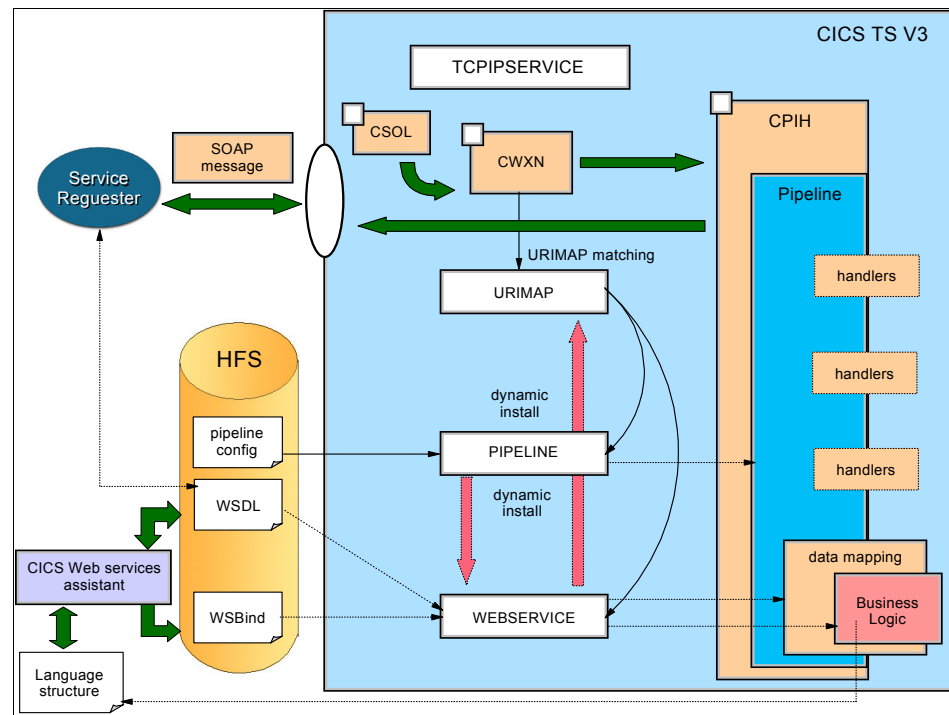 CICS TS V3
TCPIPSERVICE
CSOL
CWXN
CPIH
SOAP
message
Service
Reguester
Pipeline
URIMAP matching
URIMAP
handlers
HFS
handlers
dynamic
install
pipeline
config
PIPELINE
handlers
WSDL
dynamic
install
CICS Web services
assistant
data mapping
WSBind
WEBSERVICE
Business
Logic
Language
structure